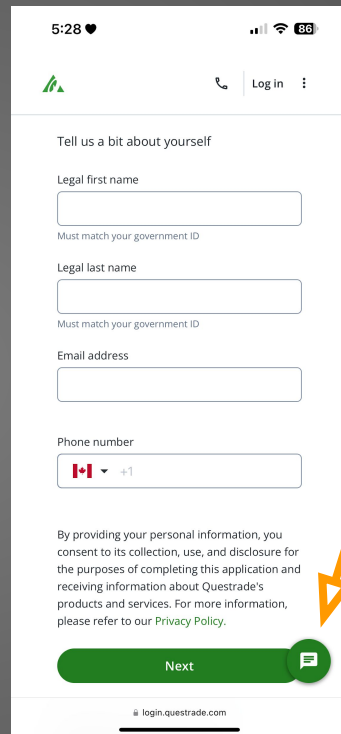 5:28
86
Log in
Tell us a bit about yourself
Legal first name
Must match your government ID
Legal last name
Must match your government ID
Email address
Phone number
+1
By providing your personal information, you
consent to its collection, use, and disclosure for
the purposes of completing this application and
receiving information about Questrade's
products and services. For more information,
please refer to our Privacy Policy.
Next
login.questrade.com